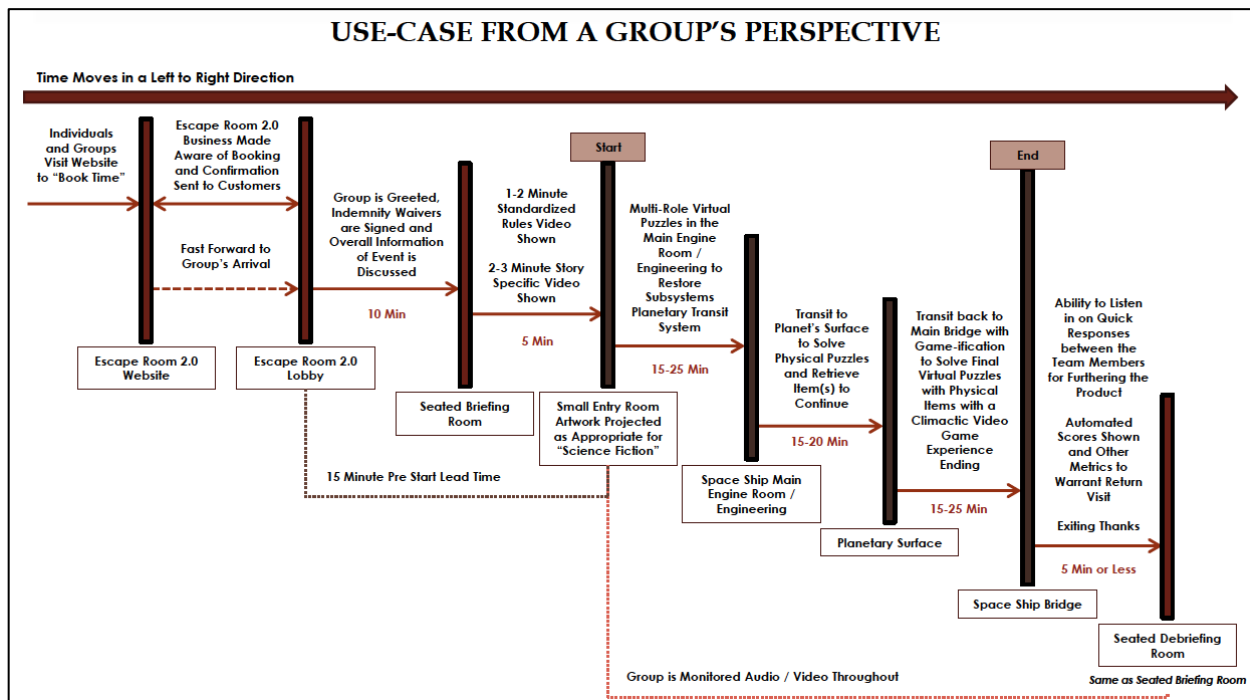 USE-CASE FROM A GROUP'S PERSPECTIVE
Time Moves in a Left to Right Direction
Individuals
and Groups
Visit Website
to "Book Time"
Escape Room 2.0
Business Made
Aware of Booking
and Confirmation
Sent to Customers
Fast Forward to
Group's Arrival
Escape Room 2.0
Website
Escape Room 2.0
Lobby
Group is Greeted,
Indemnity Waivers
are Signed and
Overall Information
of Event is
Discussed
10 Min
Seated Briefing
Room
1-2 Minute
Standardized
Rules Video
Shown
2-3 Minute Story
Specific Video
Shown
5 Min
Start
Small Entry Room
Artwork Projected
as Appropriate for
"Science Fiction"
15 Minute Pre Start Lead Time
Multi-Role Virtual
Puzzles in the
Main Engine
Room /
Engineering to
Restore
Subsystems
Planetary Transit
System
15-25 Min
Space Ship Main
Engine Room /
Engineering
Transit to
Planet's Surface
to Solve
Physical Puzzles
and Retrieve
Item(s) to
Continue
15-20 Min
Planetary Surface
Transit back to
Main Bridge with
Game-ification
to Solve Final
Virtual Puzzles
with Physical
Items with a
Climactic Video
Game
Experience
Ending
15-25 Min
End
Space Ship Bridge
Ability to Listen
in on Quick
Responses
between the
Team Members
for Furthering the
Product
Automated
Scores Shown
and Other
Metrics to
Warrant Return
Visit
Exiting Thanks
5 Min or Less
Seated Debriefing
Room
Same as Seated Briefing Room
Group is Monitored Audio / Video Throughout